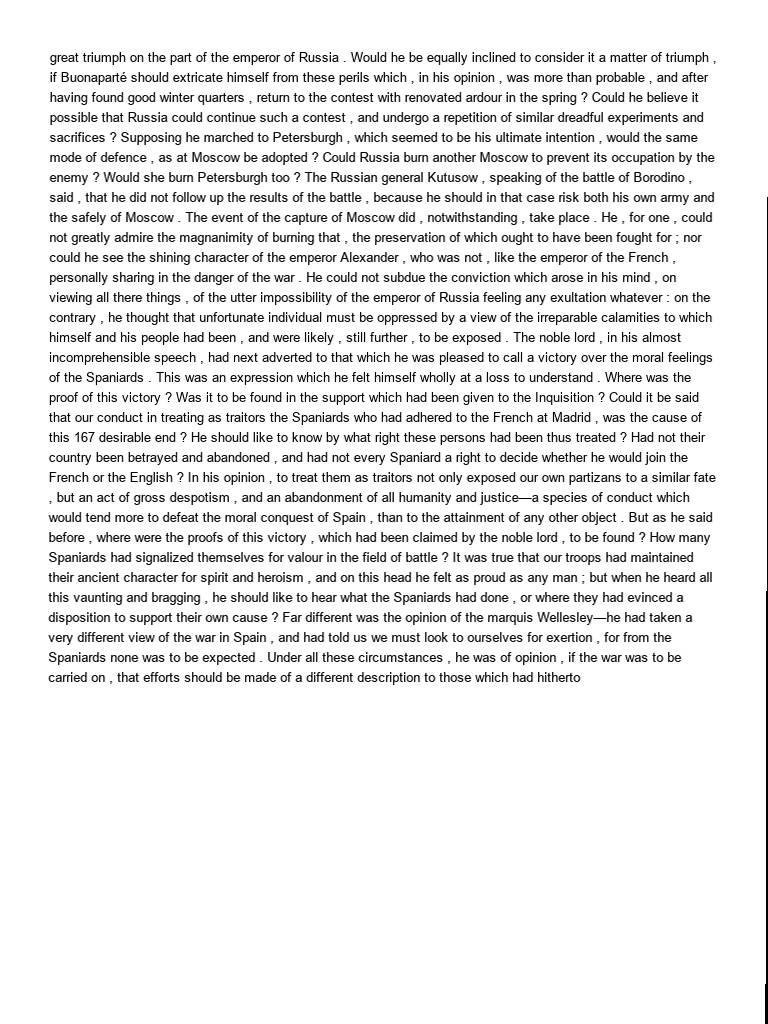 great triumph on the part of the emperor of Russia . Would he be equally inclined to consider it a matter of triumph ,
if Buonaparté should extricate himself from these perils which , in his opinion , was more than probable , and after
having found good winter quarters , return to the contest with renovated ardour in the spring ? Could he believe it
possible that Russia could continue such a contest , and undergo a repetition of similar dreadful experiments and
sacrifices ? Supposing he marched to Petersburgh , which seemed to be his ultimate intention , would the same
mode of defence , as at Moscow be adopted ? Could Russia burn another Moscow to prevent its occupation by the
enemy ? Would she burn Petersburgh too ? The Russian general Kutusow , speaking of the battle of Borodino ,
said , that he did not follow up the results of the battle , because he should in that case risk both his own army and
the safely of Moscow . The event of the capture of Moscow did , notwithstanding , take place . He , for one , could
not greatly admire the magnanimity of burning that , the preservation of which ought to have been fought for ; nor
could he see the shining character of the emperor Alexander , who was not , like the emperor of the French ,
personally sharing in the danger of the war . He could not subdue the conviction which arose in his mind , on
viewing all there things , of the utter impossibility of the emperor of Russia feeling any exultation whatever : on the
contrary , he thought that unfortunate individual must be oppressed by a view of the irreparable calamities to which
himself and his people had been , and were likely , still further , to be exposed . The noble lord , in his almost
incomprehensible speech , had next adverted to that which he was pleased to call a victory over the moral feelings
of the Spaniards . This was an expression which he felt himself wholly at a loss to understand . Where was the
proof of this victory ? Was it to be found in the support which had been given to the Inquisition ? Could it be said
that our conduct in treating as traitors the Spaniards who had adhered to the French at Madrid , was the cause of
this 167 desirable end ? He should like to know by what right these persons had been thus treated ? Had not their
country been betrayed and abandoned , and had not every Spaniard a right to decide whether he would join the
French or the English ? In his opinion , to treat them as traitors not only exposed our own partizans to a similar fate
, but an act of gross despotism , and an abandonment of all humanity and justice—a species of conduct which
would tend more to defeat the moral conquest of Spain , than to the attainment of any other object . But as he said
before , where were the proofs of this victory , which had been claimed by the noble lord , to be found ? How many
Spaniards had signalized themselves for valour in the field of battle ? It was true that our troops had maintained
their ancient character for spirit and heroism , and on this head he felt as proud as any man ; but when he heard all
this vaunting and bragging , he should like to hear what the Spaniards had done , or where they had evinced a
disposition to support their own cause ? Far different was the opinion of the marquis Wellesley—he had taken a
very different view of the war in Spain , and had told us we must look to ourselves for exertion , for from the
Spaniards none was to be expected . Under all these circumstances , he was of opinion , if the war was to be
carried on , that efforts should be made of a different description to those which had hitherto